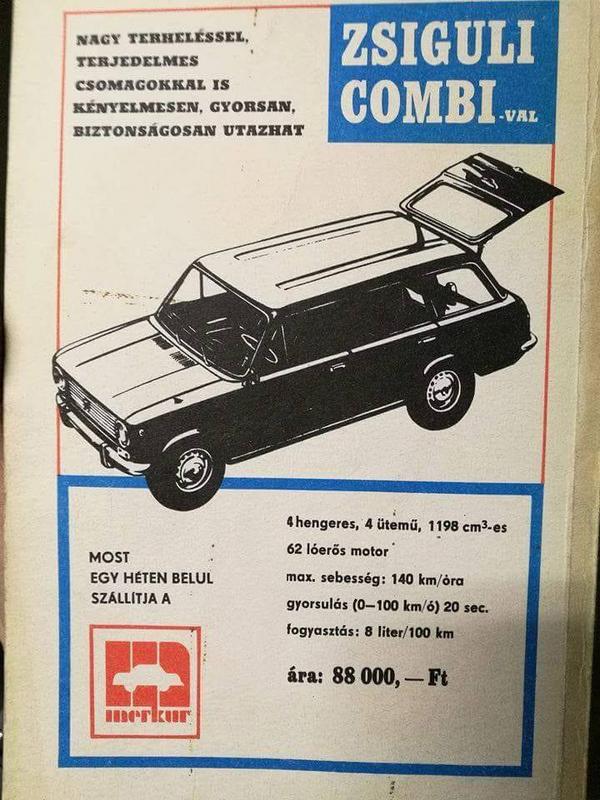 NAGY TERHELÉSSEL,
TERJEDELMES
CSOMAGOKKAL IS
KÉNYELMESEN, GYORSAN,
BIZTONSÁGOSAN UTAZHAT
ZSIGULI
COMBI-VAL
MOST
EGY HÉTEN BELUL
SZÁLLÍTJA A
merkur
4 hengeres, 4 ütemű, 1198 cm³-es
62 lóerős motor
max. sebesség: 140 km/óra
gyorsulás (0—100 km/ó) 20 sec.
fogyasztás: 8 liter/100 km
ára: 88 000,— Ft